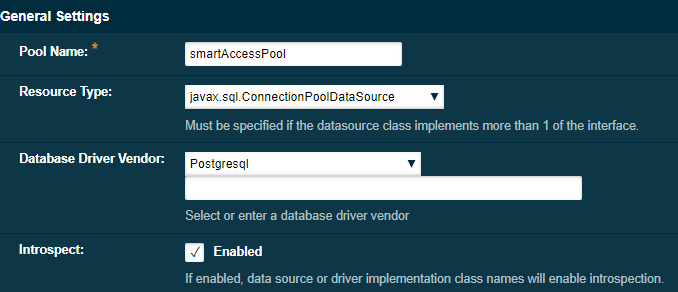 General Settings
Pool Name: *
smartAccessPool
Resource Type:
javax.sql.ConnectionPoolDataSource
Must be specified if the datasource class implements more than 1 of the interface.
Database Driver Vendor:
Postgresql
Select or enter a database driver vendor
Introspect:
Enabled
If enabled, data source or driver implementation class names will enable introspection.